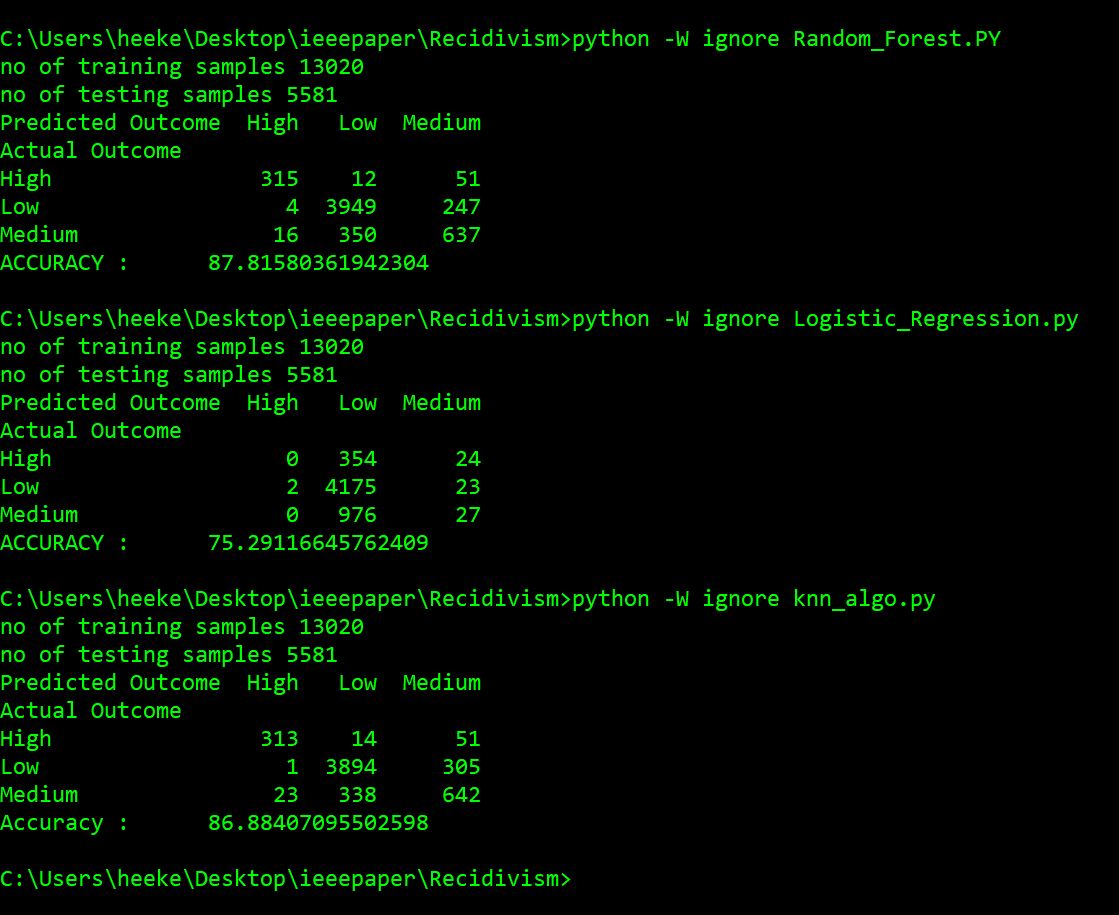 C:\Users\heeke\Desktop\ieeepaper\Recidivism>python -W ignore Random_Forest.PY
no of training samples 13020
no of testing samples 5581
Predicted Outcome  High   Low  Medium
Actual Outcome
High                315    12      51
Low                   4  3949     247
Medium               16   350     637
ACCURACY :      87.81580361942304
C:\Users\heeke\Desktop\ieeepaper\Recidivism>python -W ignore Logistic_Regression.py
no of training samples 13020
no of testing samples 5581
Predicted Outcome  High   Low  Medium
Actual Outcome
High                  0   354      24
Low                   2  4175      23
Medium                0   976      27
ACCURACY :      75.29116645762409
C:\Users\heeke\Desktop\ieeepaper\Recidivism>python -W ignore knn_algo.py
no of training samples 13020
no of testing samples 5581
Predicted Outcome  High   Low  Medium
Actual Outcome
High                313    14      51
Low                   1  3894     305
Medium               23   338     642
Accuracy :      86.88407095502598
C:\Users\heeke\Desktop\ieeepaper\Recidivism>